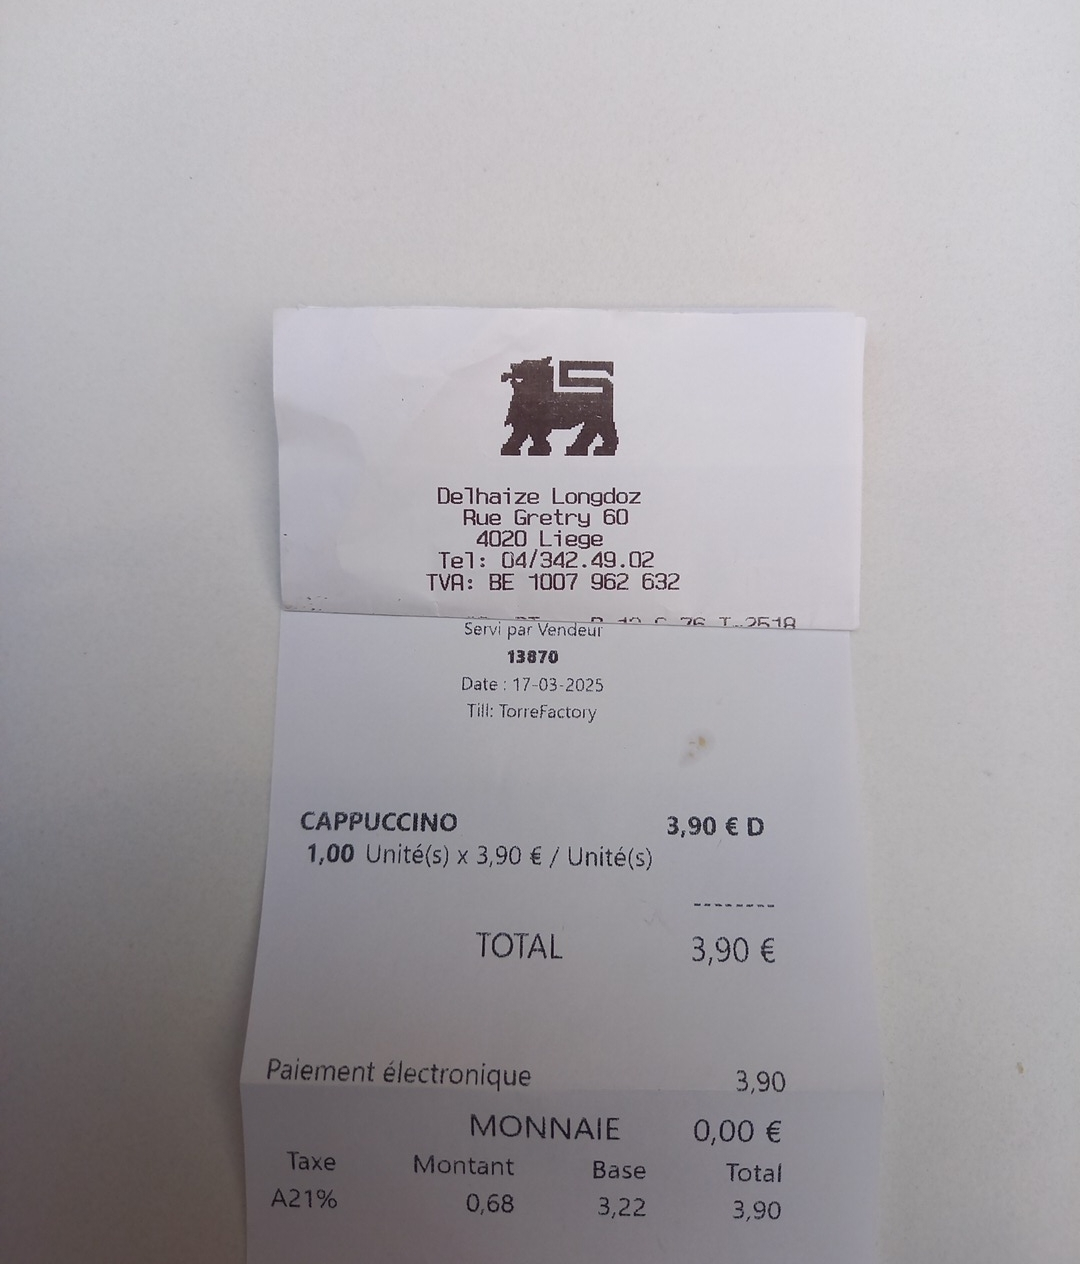 Delhaize Longdoz
Rue Gretry 60
4020 Liege
Tel: 04/342.49.02
TVA: BE 1007 962 632
Servi par Vendeur
13870
Date : 17-03-2025
Till: TorreFactory
CAPPUCCINO 3,90 € D
1,00 Unité(s) x 3,90 € / Unité(s)
--------
TOTAL 3,90 €
Paiement électronique 3,90
MONNAIE 0,00 €
Taxe Montant Base Total
A21% 0,68 3,22 3,90